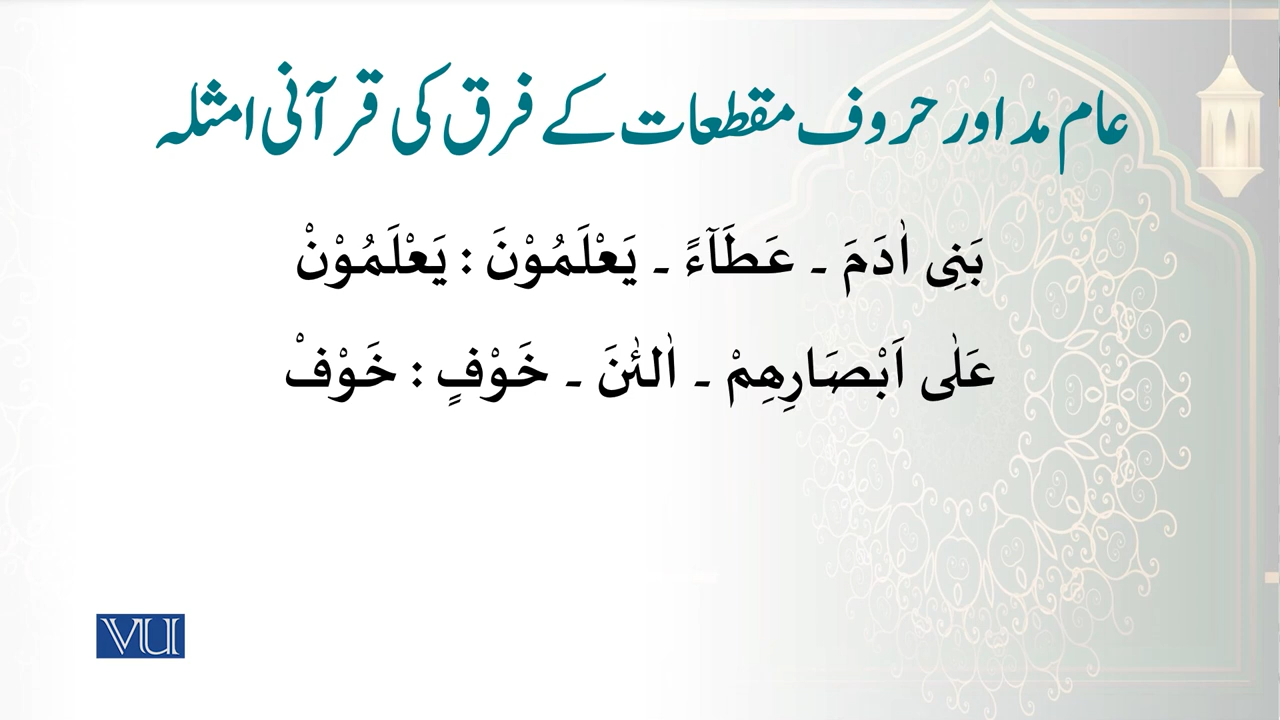 عام مد اور حروف مقطعات کے فرق کی قرآنی امثلہ
بَنِی اٰدَمَ ۔ عَطَآءً ۔ یَعْلَمُوْنَ : یَعْلَمُوْنْ
عَلٰی اَبْصَارِھِمْ ۔ اٰلْئٰنَ ۔ خَوْفٍ : خَوْفْ
VU